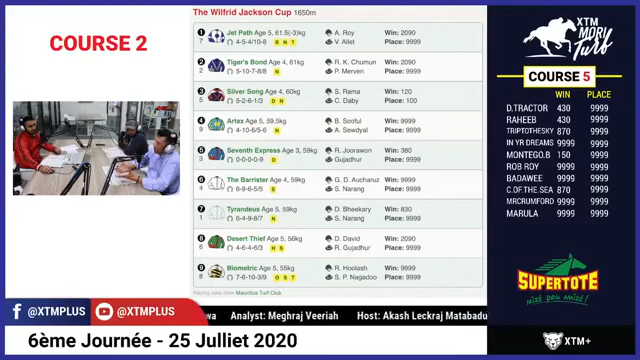 COURSE 2
The Wilfrid Jackson Cup 1650m
1 Jet Path Age 5, 61.5(-3)kg A. Roy Win: 2090
7 4-5-4/10-8 B N T V. Allet Place: 9999
2 Tiger's Bond Age 4, 61kg R. K. Chumun Win: 2090
2 5-10-7-8/8 N P. Merven Place: 9999
3 Silver Song Age 4, 60kg S. Rama Win: 120
5 5-2-6-1/3 D N C. Daby Place: 100
4 Artax Age 5, 59.5kg B. Sooful Win: 9999
9 4-10-6/5-6 N A. Sewdyal Place: 9999
5 Seventh Express Age 3, 59kg R. Joorawon Win: 380
3 0-0-0-0-9 D Gujadhur Place: 9999
6 The Barrister Age 4, 59kg G. D. Aucharuz Win: 9999
4 6-9-6-5/5 S S. Narang Place: 9999
7 Tyrandeus Age 5, 59kg D. Bheekary Win: 830
1 6-4-9-8/7 N S. Narang Place: 9999
8 Desert Thief Age 5, 56kg D. David Win: 2090
6 4-6-4-6/3 H S R. Gujadhur Place: 9999
9 Biometric Age 5, 55kg R. Hoolash Win: 9999
8 7-6-10-3/9 O S T S. P. Nagadoo Place: 9999
Racing data from Mauritius Turf Club
XTM
MORI
Turf
COURSE 5
WIN PLACE
D.TRACTOR 430 9999
RAHEEB 430 9999
TRIPTOTHESKY 870 9999
IN YR DREAMS 9999 9999
MONTEGO.B 150 9999
ROB ROY 9999 9999
BADAWEE 9999 9999
C.OF.THE.SEA 870 9999
MRCRUMFORD 9999 9999
MARULA 9999 9999
SUPERTOTE
mizé peu amizé!
@XTMPLUS @XTMPLUS wa Analyst: Meghraj Veeriah Host: Akash Leckraj Matabadu
6ème Journée - 25 Julliet 2020
XTM+